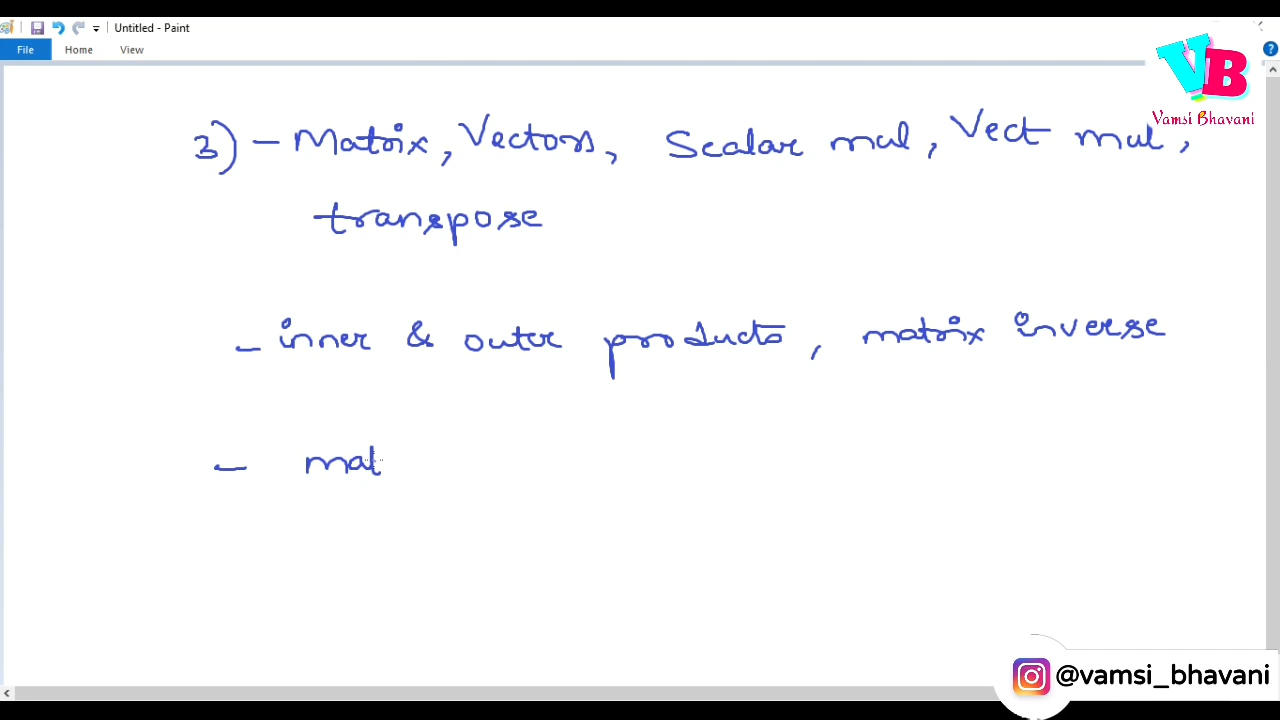 Untitled - Paint
File Home View
VB
Vamsi Bhavani
3) - Matrix, Vectors, Scalar mul, Vect mul,
transpose
- inner & outer products, matrix inverse
- mat
@vamsi_bhavani